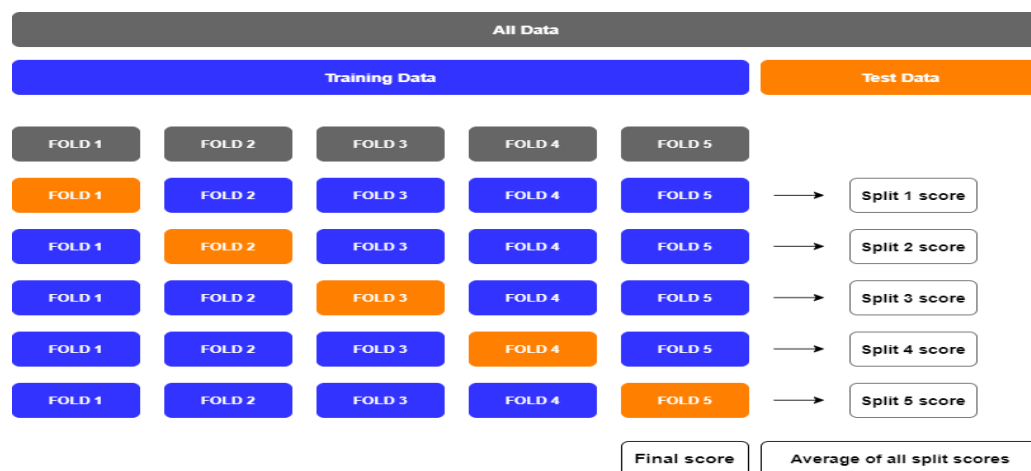 All Data
Training Data Test Data
FOLD 1 FOLD 2 FOLD 3 FOLD 4 FOLD 5
FOLD 1 FOLD 2 FOLD 3 FOLD 4 FOLD 5 Split 1 score
FOLD 1 FOLD 2 FOLD 3 FOLD 4 FOLD 5 Split 2 score
FOLD 1 FOLD 2 FOLD 3 FOLD 4 FOLD 5 Split 3 score
FOLD 1 FOLD 2 FOLD 3 FOLD 4 FOLD 5 Split 4 score
FOLD 1 FOLD 2 FOLD 3 FOLD 4 FOLD 5 Split 5 score
Final score Average of all split scores